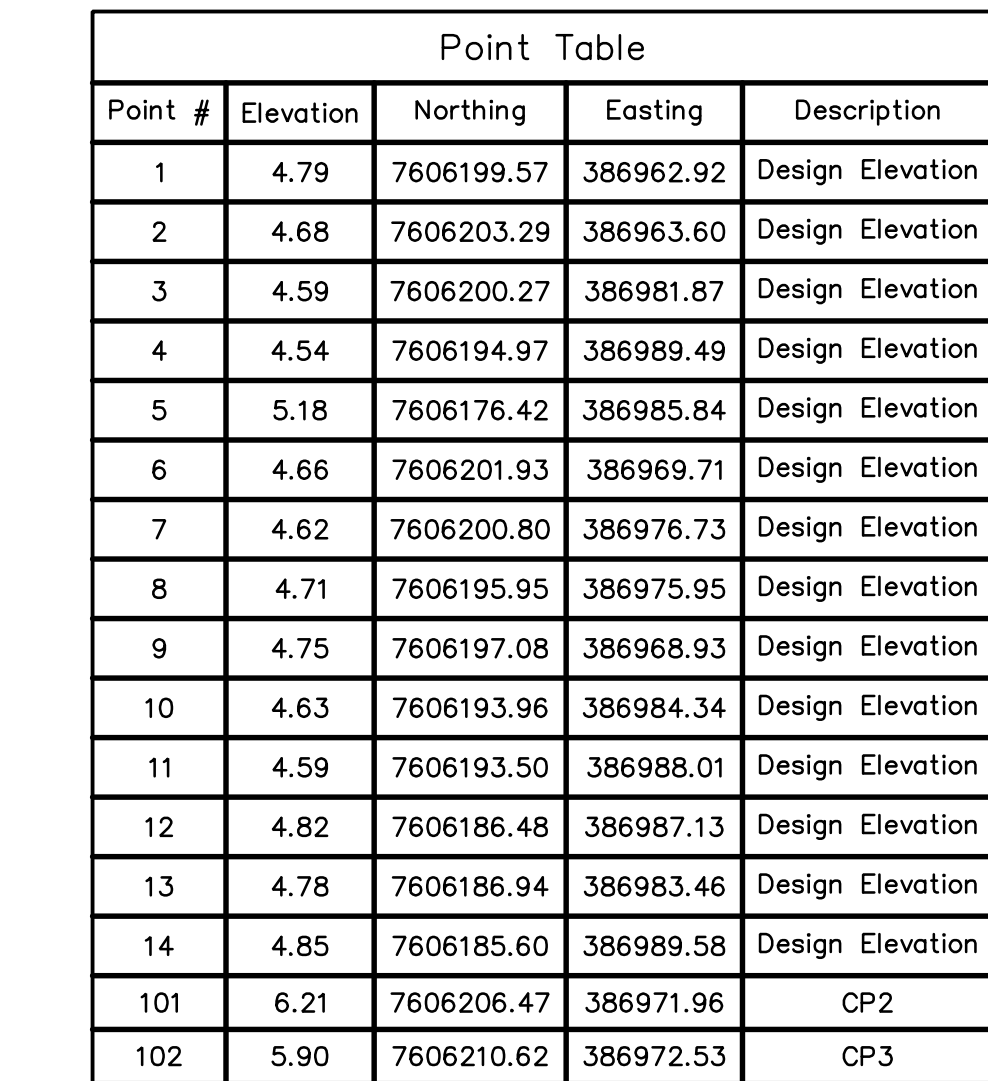 Point Table
Point # Elevation Northing Easting Description
1 4.79 7606199.57 386962.92 Design Elevation
2 4.68 7606203.29 386963.60 Design Elevation
3 4.59 7606200.27 386981.87 Design Elevation
4 4.54 7606194.97 386989.49 Design Elevation
5 5.18 7606176.42 386985.84 Design Elevation
6 4.66 7606201.93 386969.71 Design Elevation
7 4.62 7606200.80 386976.73 Design Elevation
8 4.71 7606195.95 386975.95 Design Elevation
9 4.75 7606197.08 386968.93 Design Elevation
10 4.63 7606193.96 386984.34 Design Elevation
11 4.59 7606193.50 386988.01 Design Elevation
12 4.82 7606186.48 386987.13 Design Elevation
13 4.78 7606186.94 386983.46 Design Elevation
14 4.85 7606185.60 386989.58 Design Elevation
101 6.21 7606206.47 386971.96 CP2
102 5.90 7606210.62 386972.53 CP3